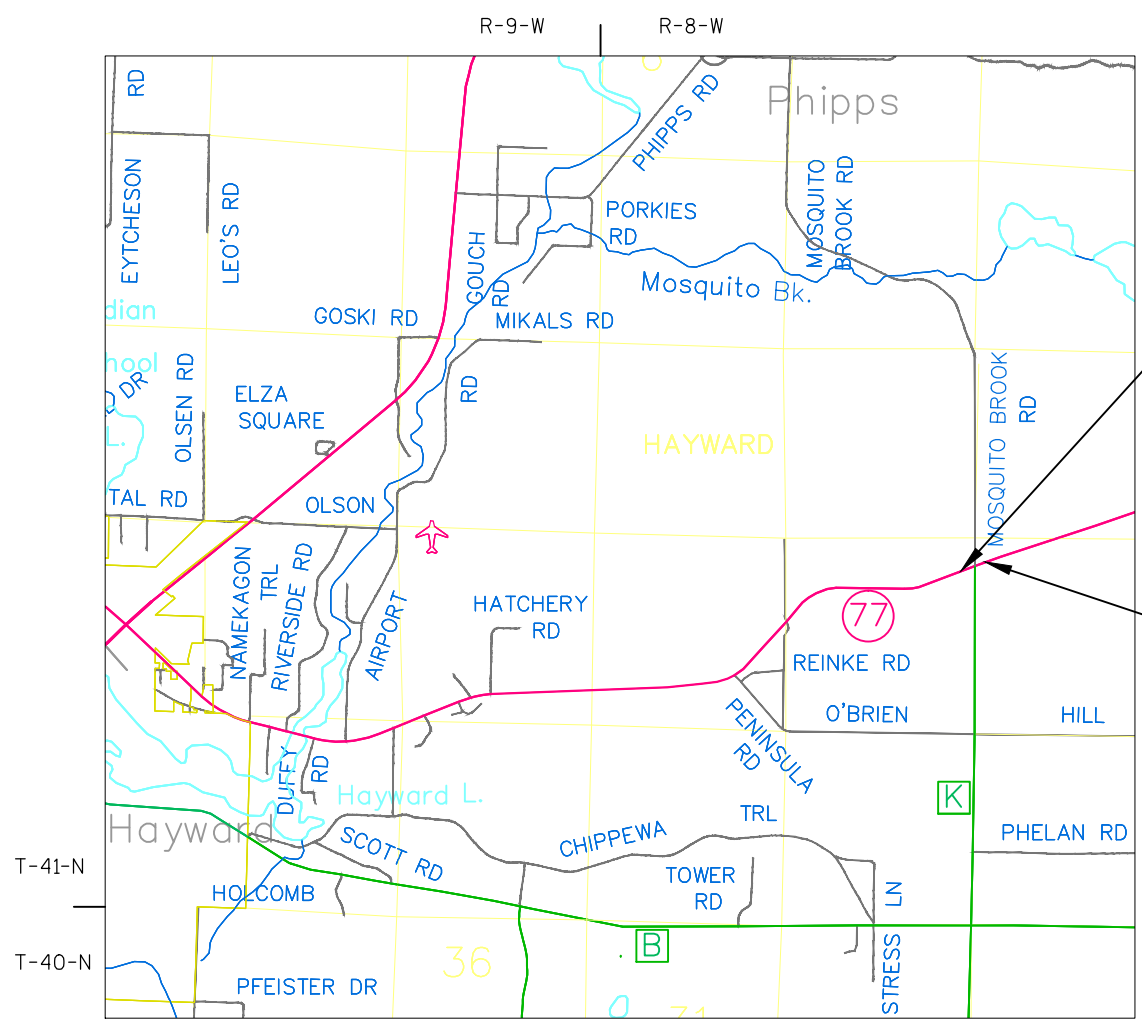 R-9-W
R-8-W
RD
PHIPPS RD
Phipps
EYTCHESON
LEO'S RD
PORKIES
RD
MOSQUITO
BROOK RD
GOUCH
RD
Mosquito Bk.
dian
GOSKI RD
MIKALS RD
hool
OLSEN RD
DR
ELZA
SQUARE
RD
MOSQUITO BROOK
RD
L.
HAYWARD
TAL RD
OLSON
NAMEKAGON
TRL
RIVERSIDE RD
AIRPORT
HATCHERY
RD
77
REINKE RD
PENINSULA
RD
O'BRIEN
HILL
DUFFY
RD
Hayward L.
K
Hayward
SCOTT RD
CHIPPEWA
TRL
PHELAN RD
T-41-N
HOLCOMB
TOWER
RD
STRESS LN
B
36
T-40-N
PFEISTER DR
31